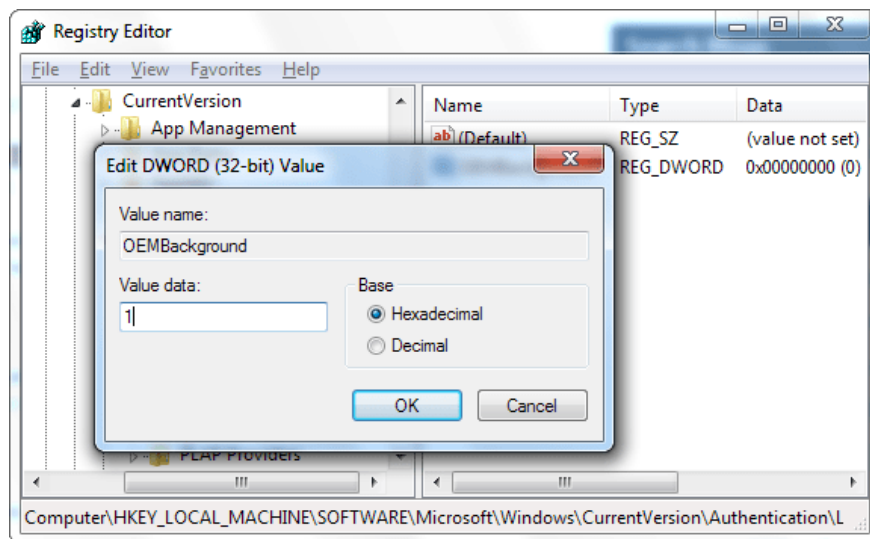 Registry Editor
File Edit View Favorites Help
CurrentVersion
App Management
Name Type Data
(Default) REG_SZ (value not set)
REG_DWORD 0x00000000 (0)
Edit DWORD (32-bit) Value
Value name:
OEMBackground
Value data:
1
Base
Hexadecimal
Decimal
OK Cancel
PLAP Providers
Computer\HKEY_LOCAL_MACHINE\SOFTWARE\Microsoft\Windows\CurrentVersion\Authentication\L